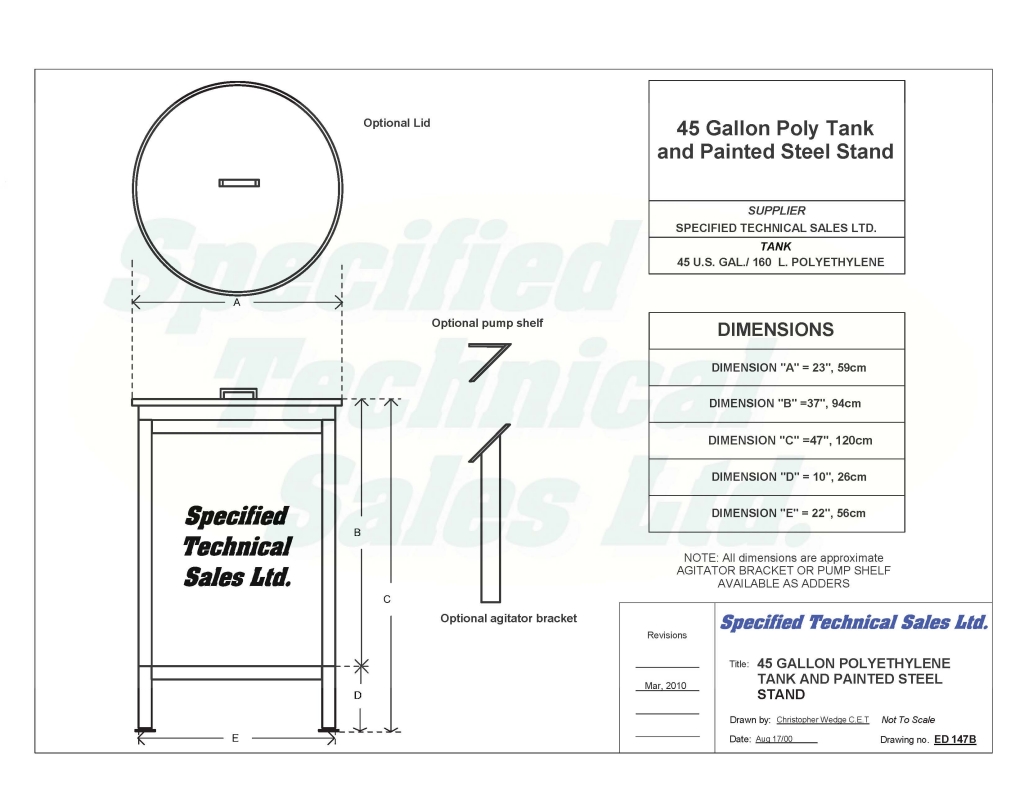 Optional Lid
A
Optional pump shelf
Specified
Technical
Sales Ltd.
B
C
D
E
Optional agitator bracket
Specified
Technical
Sales Ltd.
45 Gallon Poly Tank
and Painted Steel Stand
SUPPLIER
SPECIFIED TECHNICAL SALES LTD.
TANK
45 U.S. GAL./ 160 L. POLYETHYLENE
DIMENSIONS
DIMENSION "A" = 23", 59cm
DIMENSION "B" =37", 94cm
DIMENSION "C" =47", 120cm
DIMENSION "D" = 10", 26cm
DIMENSION "E" = 22", 56cm
NOTE: All dimensions are approximate
AGITATOR BRACKET OR PUMP SHELF
AVAILABLE AS ADDERS
Revisions
Mar, 2010
Specified Technical Sales Ltd.
Title: 45 GALLON POLYETHYLENE
TANK AND PAINTED STEEL
STAND
Drawn by: Christopher Wedge C.E.T Not To Scale
Date: Aug 17/00 Drawing no. ED 147B